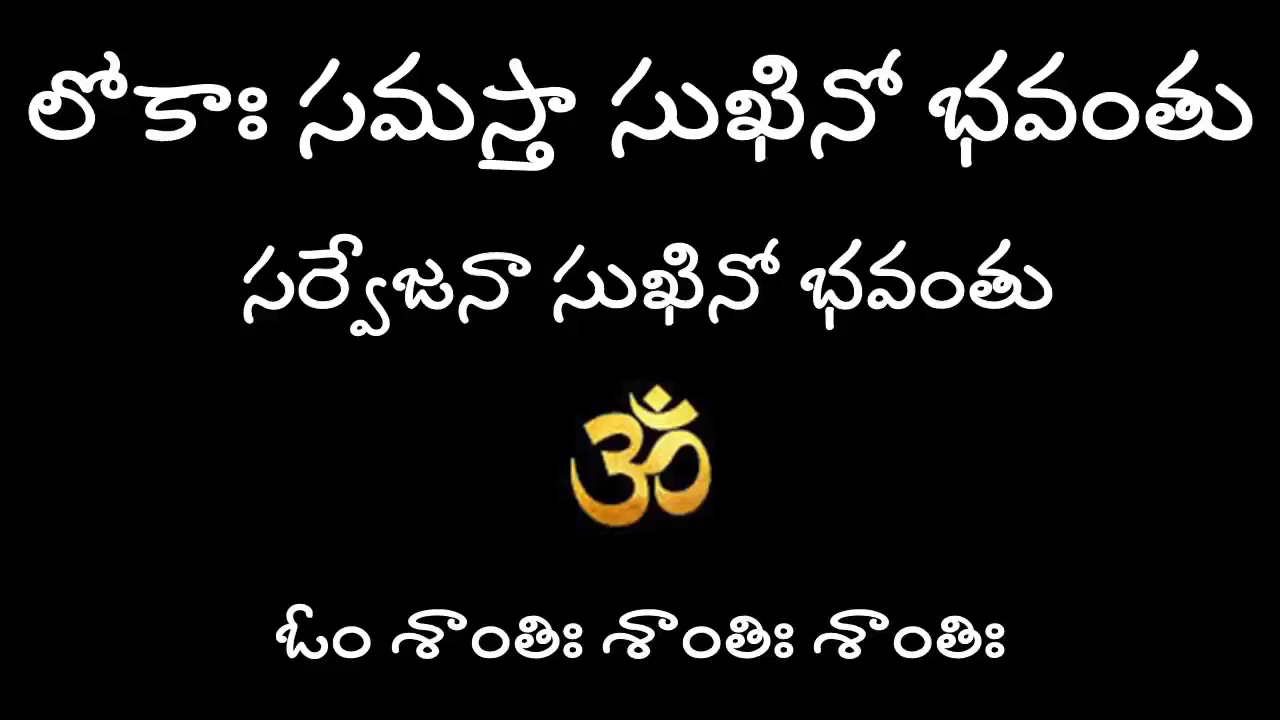 లోకాః సమస్తా సుఖినో భవంతు
సర్వేజనా సుఖినో భవంతు
ॐ
ఓం శాంతిః శాంతిః శాంతిః